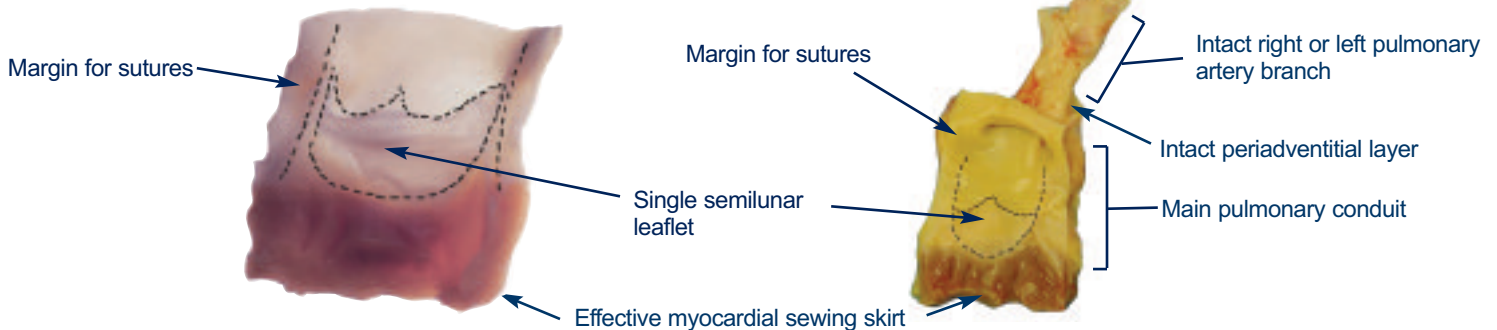 Margin for sutures
Margin for sutures
Intact right or left pulmonary
artery branch
Intact periadventitial layer
Single semilunar
leaflet
Main pulmonary conduit
Effective myocardial sewing skirt